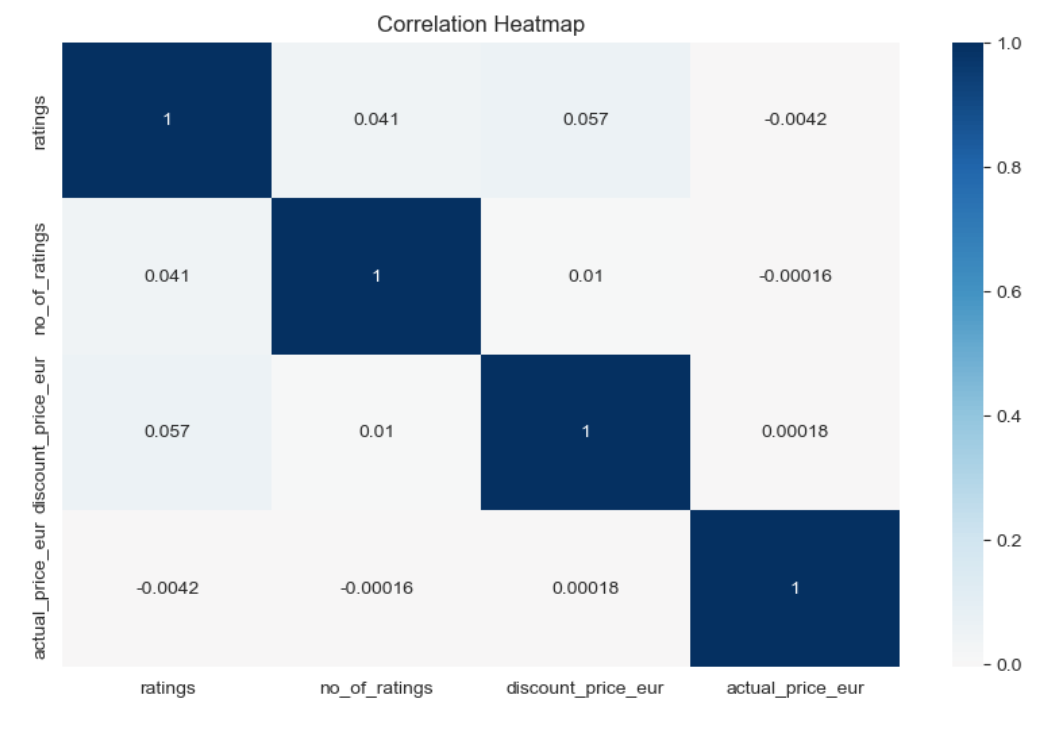 Correlation Heatmap
ratings 1 0.041 0.057 -0.0042
no_of_ratings 0.041 1 0.01 -0.00016
discount_price_eur 0.057 0.01 1 0.00018
actual_price_eur -0.0042 -0.00016 0.00018 1
ratings no_of_ratings discount_price_eur actual_price_eur
1.0
0.8
0.6
0.4
0.2
0.0